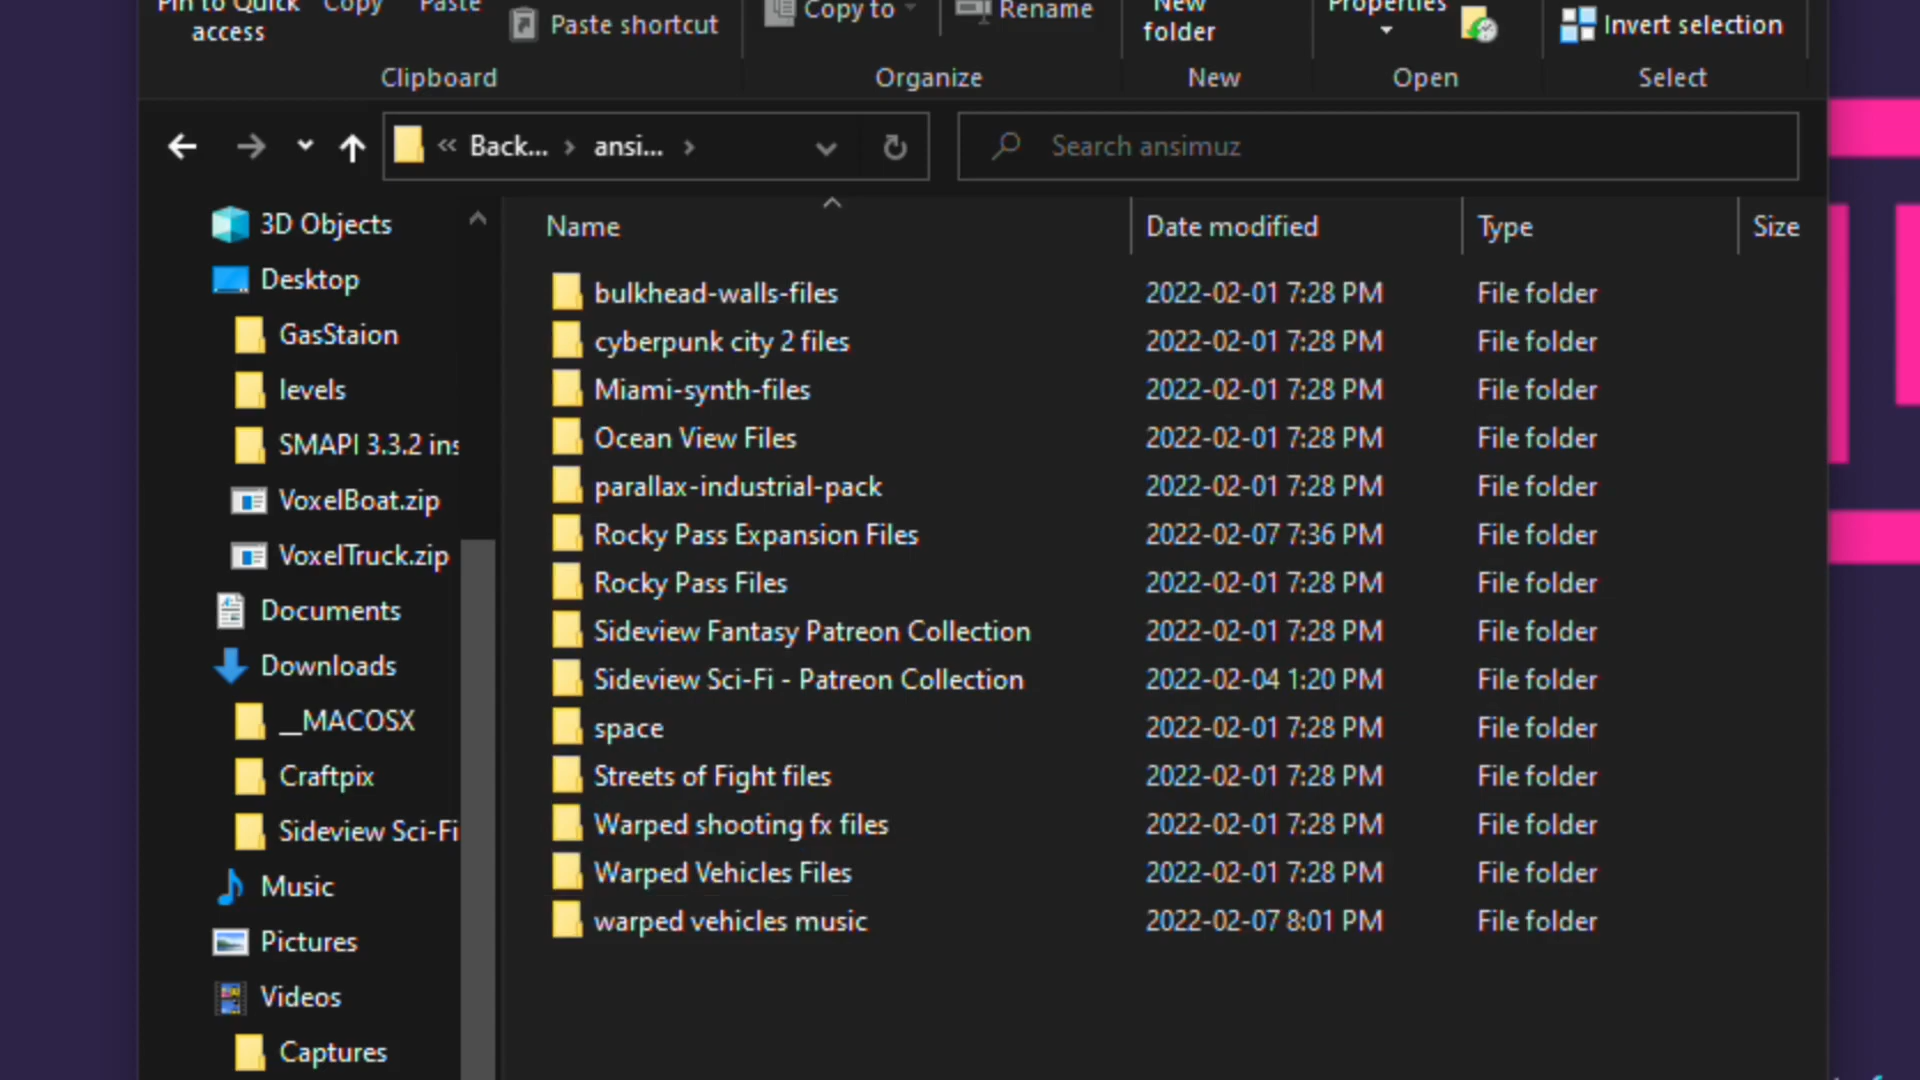 Pin to Quick access
Copy
Paste
Paste shortcut
Copy to
Rename
New folder
Properties
Invert selection
Clipboard
Organize
New
Open
Select
« Back... › ansi... ›
Search ansimuz
Name
Date modified
Type
Size
3D Objects
Desktop
GasStaion
levels
SMAPI 3.3.2 ins
VoxelBoat.zip
VoxelTruck.zip
Documents
Downloads
__MACOSX
Craftpix
Sideview Sci-Fi
Music
Pictures
Videos
Captures
bulkhead-walls-files 2022-02-01 7:28 PM File folder
cyberpunk city 2 files 2022-02-01 7:28 PM File folder
Miami-synth-files 2022-02-01 7:28 PM File folder
Ocean View Files 2022-02-01 7:28 PM File folder
parallax-industrial-pack 2022-02-01 7:28 PM File folder
Rocky Pass Expansion Files 2022-02-07 7:36 PM File folder
Rocky Pass Files 2022-02-01 7:28 PM File folder
Sideview Fantasy Patreon Collection 2022-02-01 7:28 PM File folder
Sideview Sci-Fi - Patreon Collection 2022-02-04 1:20 PM File folder
space 2022-02-01 7:28 PM File folder
Streets of Fight files 2022-02-01 7:28 PM File folder
Warped shooting fx files 2022-02-01 7:28 PM File folder
Warped Vehicles Files 2022-02-01 7:28 PM File folder
warped vehicles music 2022-02-07 8:01 PM File folder